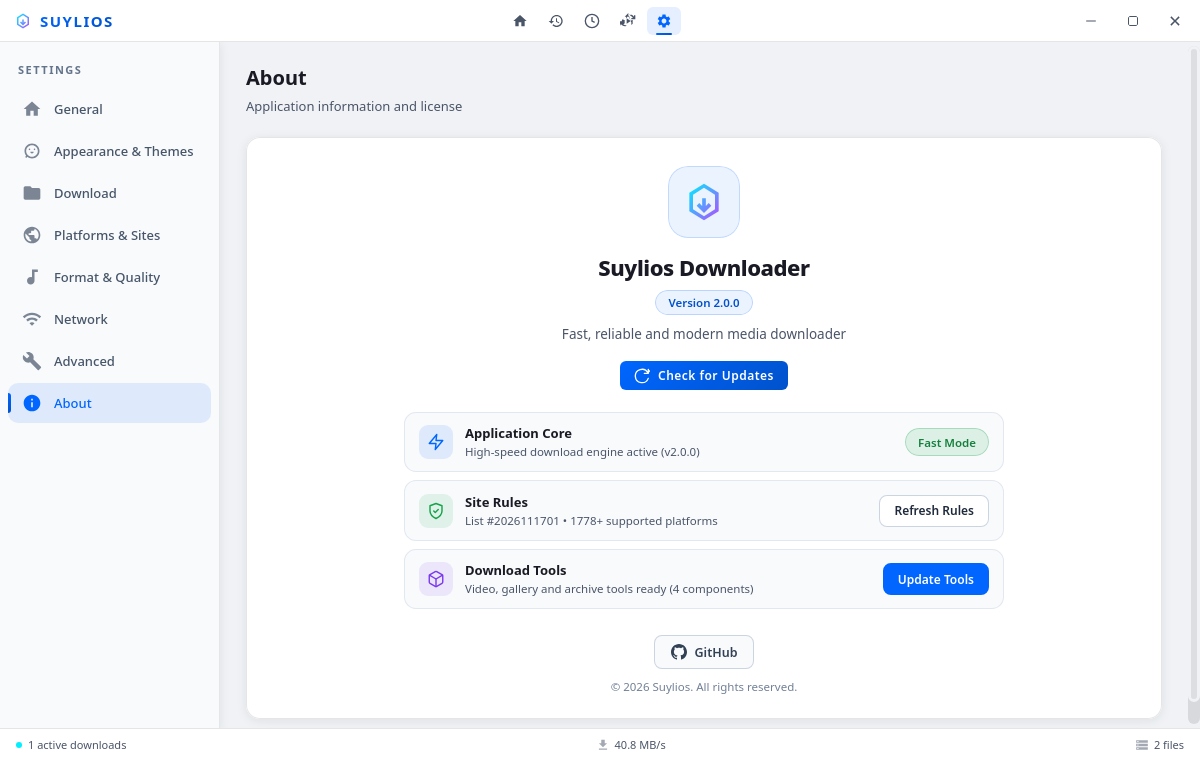 SUYLIOS
SETTINGS
General
Appearance & Themes
Download
Platforms & Sites
Format & Quality
Network
Advanced
About
About
Application information and license
Suylios Downloader
Version 2.0.0
Fast, reliable and modern media downloader
Check for Updates
Application Core
High-speed download engine active (v2.0.0)
Fast Mode
Site Rules
List #2026111701 • 1778+ supported platforms
Refresh Rules
Download Tools
Video, gallery and archive tools ready (4 components)
Update Tools
GitHub
© 2026 Suylios. All rights reserved.
1 active downloads
40.8 MB/s
2 files